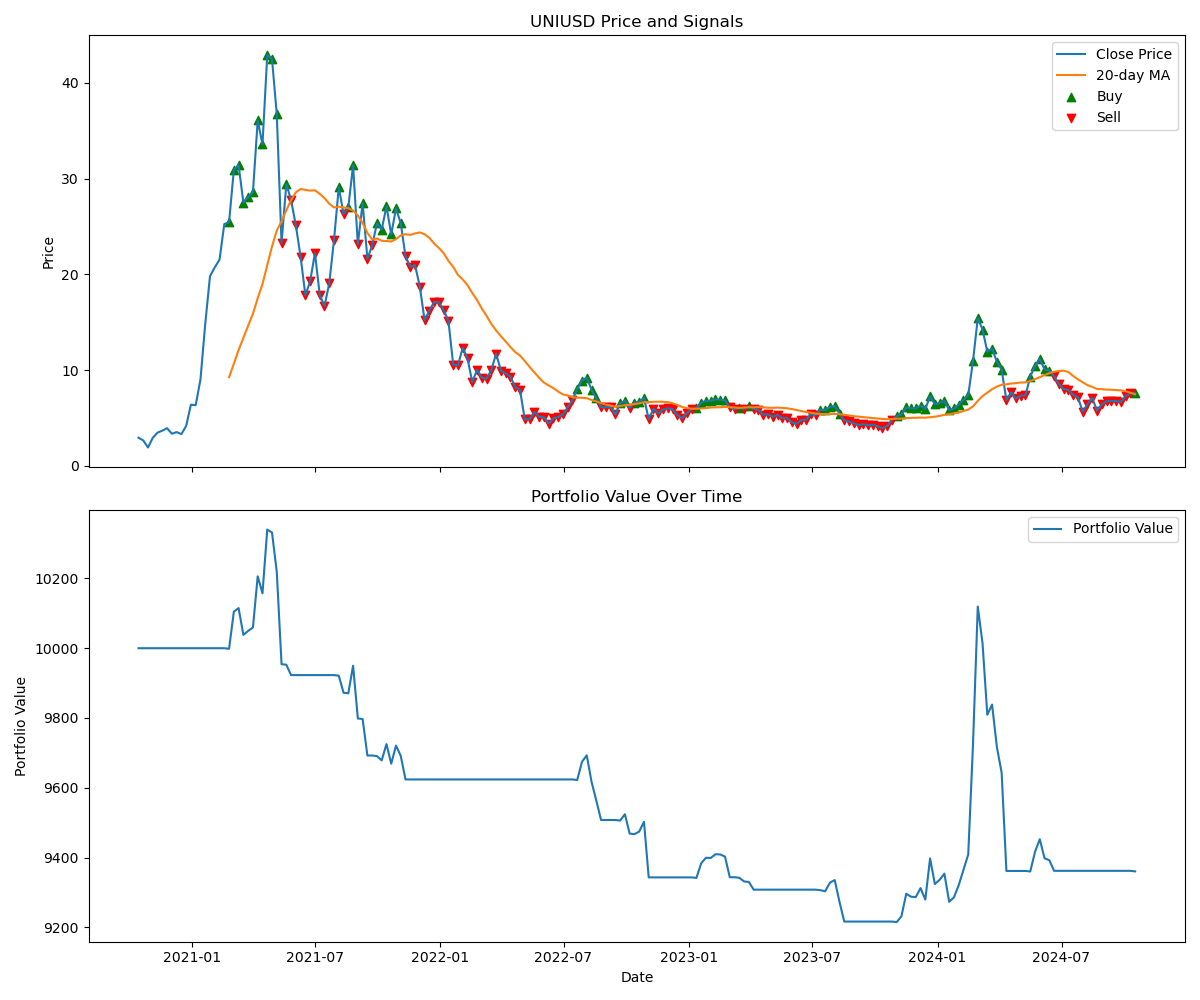 UNIUSD Price and Signals
Close Price
20-day MA
Buy
Sell
Price
40
30
20
10
0
Portfolio Value Over Time
Portfolio Value
Portfolio Value
10200
10000
9800
9600
9400
9200
2021-01
2021-07
2022-01
2022-07
2023-01
2023-07
2024-01
2024-07
Date